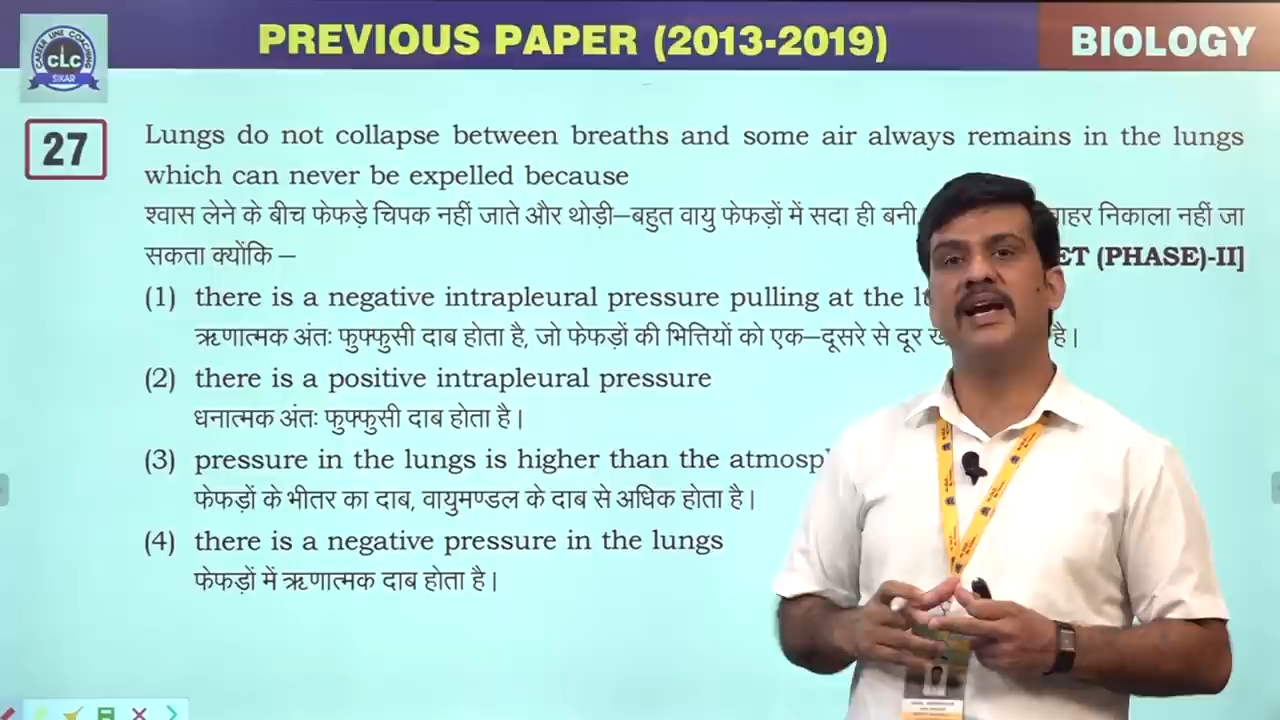 CAREER LINE COACHING
CLC
SIKAR
PREVIOUS PAPER (2013-2019)
BIOLOGY
27
Lungs do not collapse between breaths and some air always remains in the lungs
which can never be expelled because
श्वास लेने के बीच फेफड़े चिपक नहीं जाते और थोड़ी–बहुत वायु फेफड़ों में सदा ही बनी बाहर निकाला नहीं जा
सकता क्योंकि –
ET (PHASE)-II]
(1) there is a negative intrapleural pressure pulling at the
ऋणात्मक अंतः फुफ्फुसी दाब होता है, जो फेफड़ों की भित्तियों को एक–दूसरे से दूर है।
(2) there is a positive intrapleural pressure
धनात्मक अंतः फुफ्फुसी दाब होता है।
(3) pressure in the lungs is higher than the atmosp
फेफड़ों के भीतर का दाब, वायुमण्डल के दाब से अधिक होता है।
(4) there is a negative pressure in the lungs
फेफड़ों में ऋणात्मक दाब होता है।